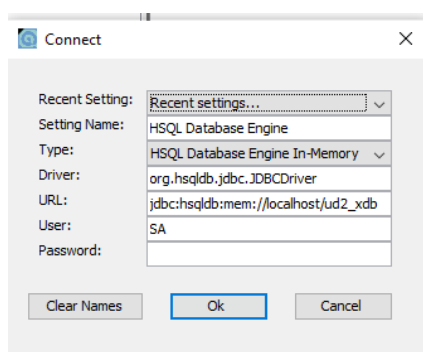 Connect
Recent Setting: Recent settings...
Setting Name: HSQL Database Engine
Type: HSQL Database Engine In-Memory
Driver: org.hsqldb.jdbc.JDBCDriver
URL: jdbc:hsqldb:mem://localhost/ud2_xdb
User: SA
Password:
Clear Names Ok Cancel